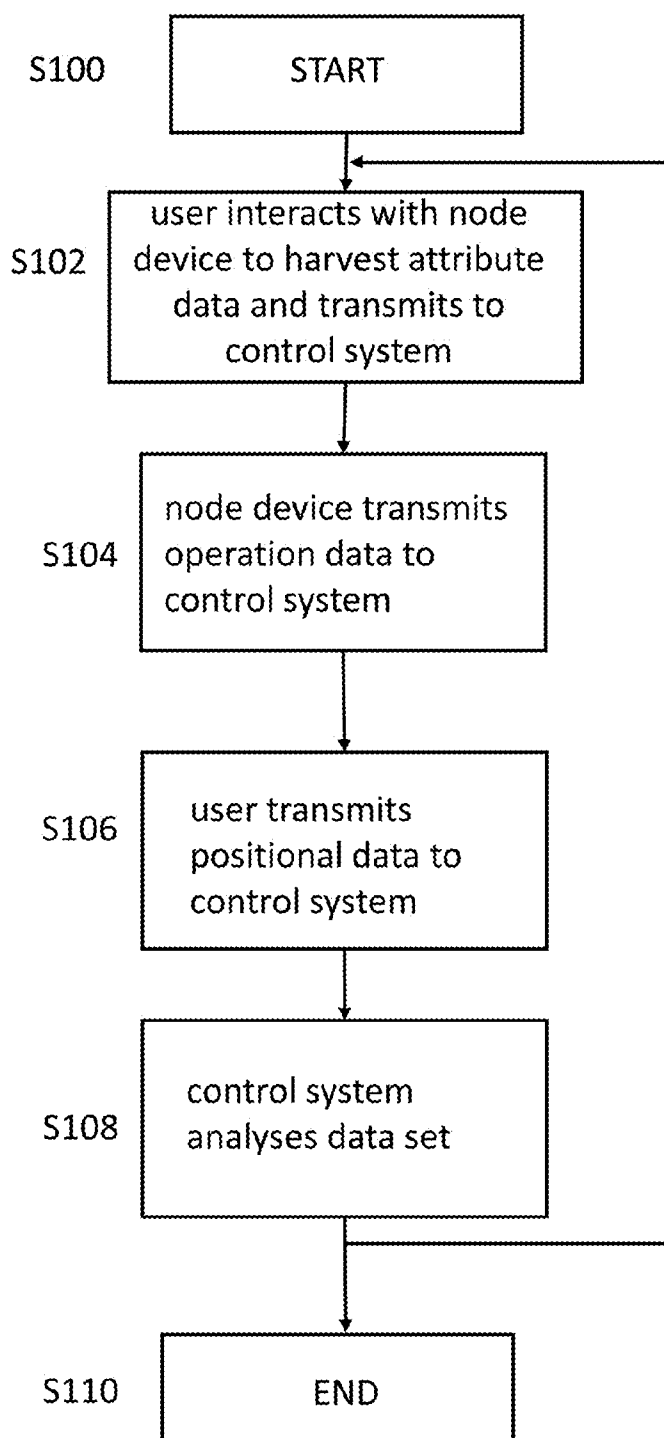 S100
START
S102
user interacts with node
device to harvest attribute
data and transmits to
control system
S104
node device transmits
operation data to
control system
S106
user transmits
positional data to
control system
S108
control system
analyses data set
S110
END